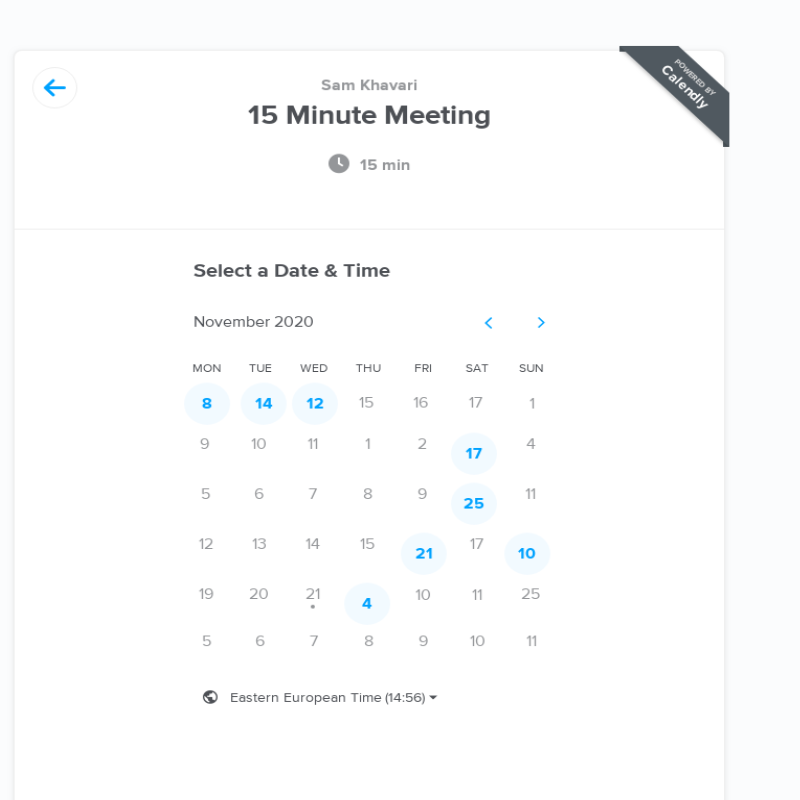 POWERED BY
Calendly
Sam Khavari
15 Minute Meeting
15 min
Select a Date & Time
November 2020
MON TUE WED THU FRI SAT SUN
8 14 12 15 16 17 1
9 10 11 1 2 17 4
5 6 7 8 9 25 11
12 13 14 15 21 17 10
19 20 21 4 10 11 25
5 6 7 8 9 10 11
Eastern European Time (14:56)